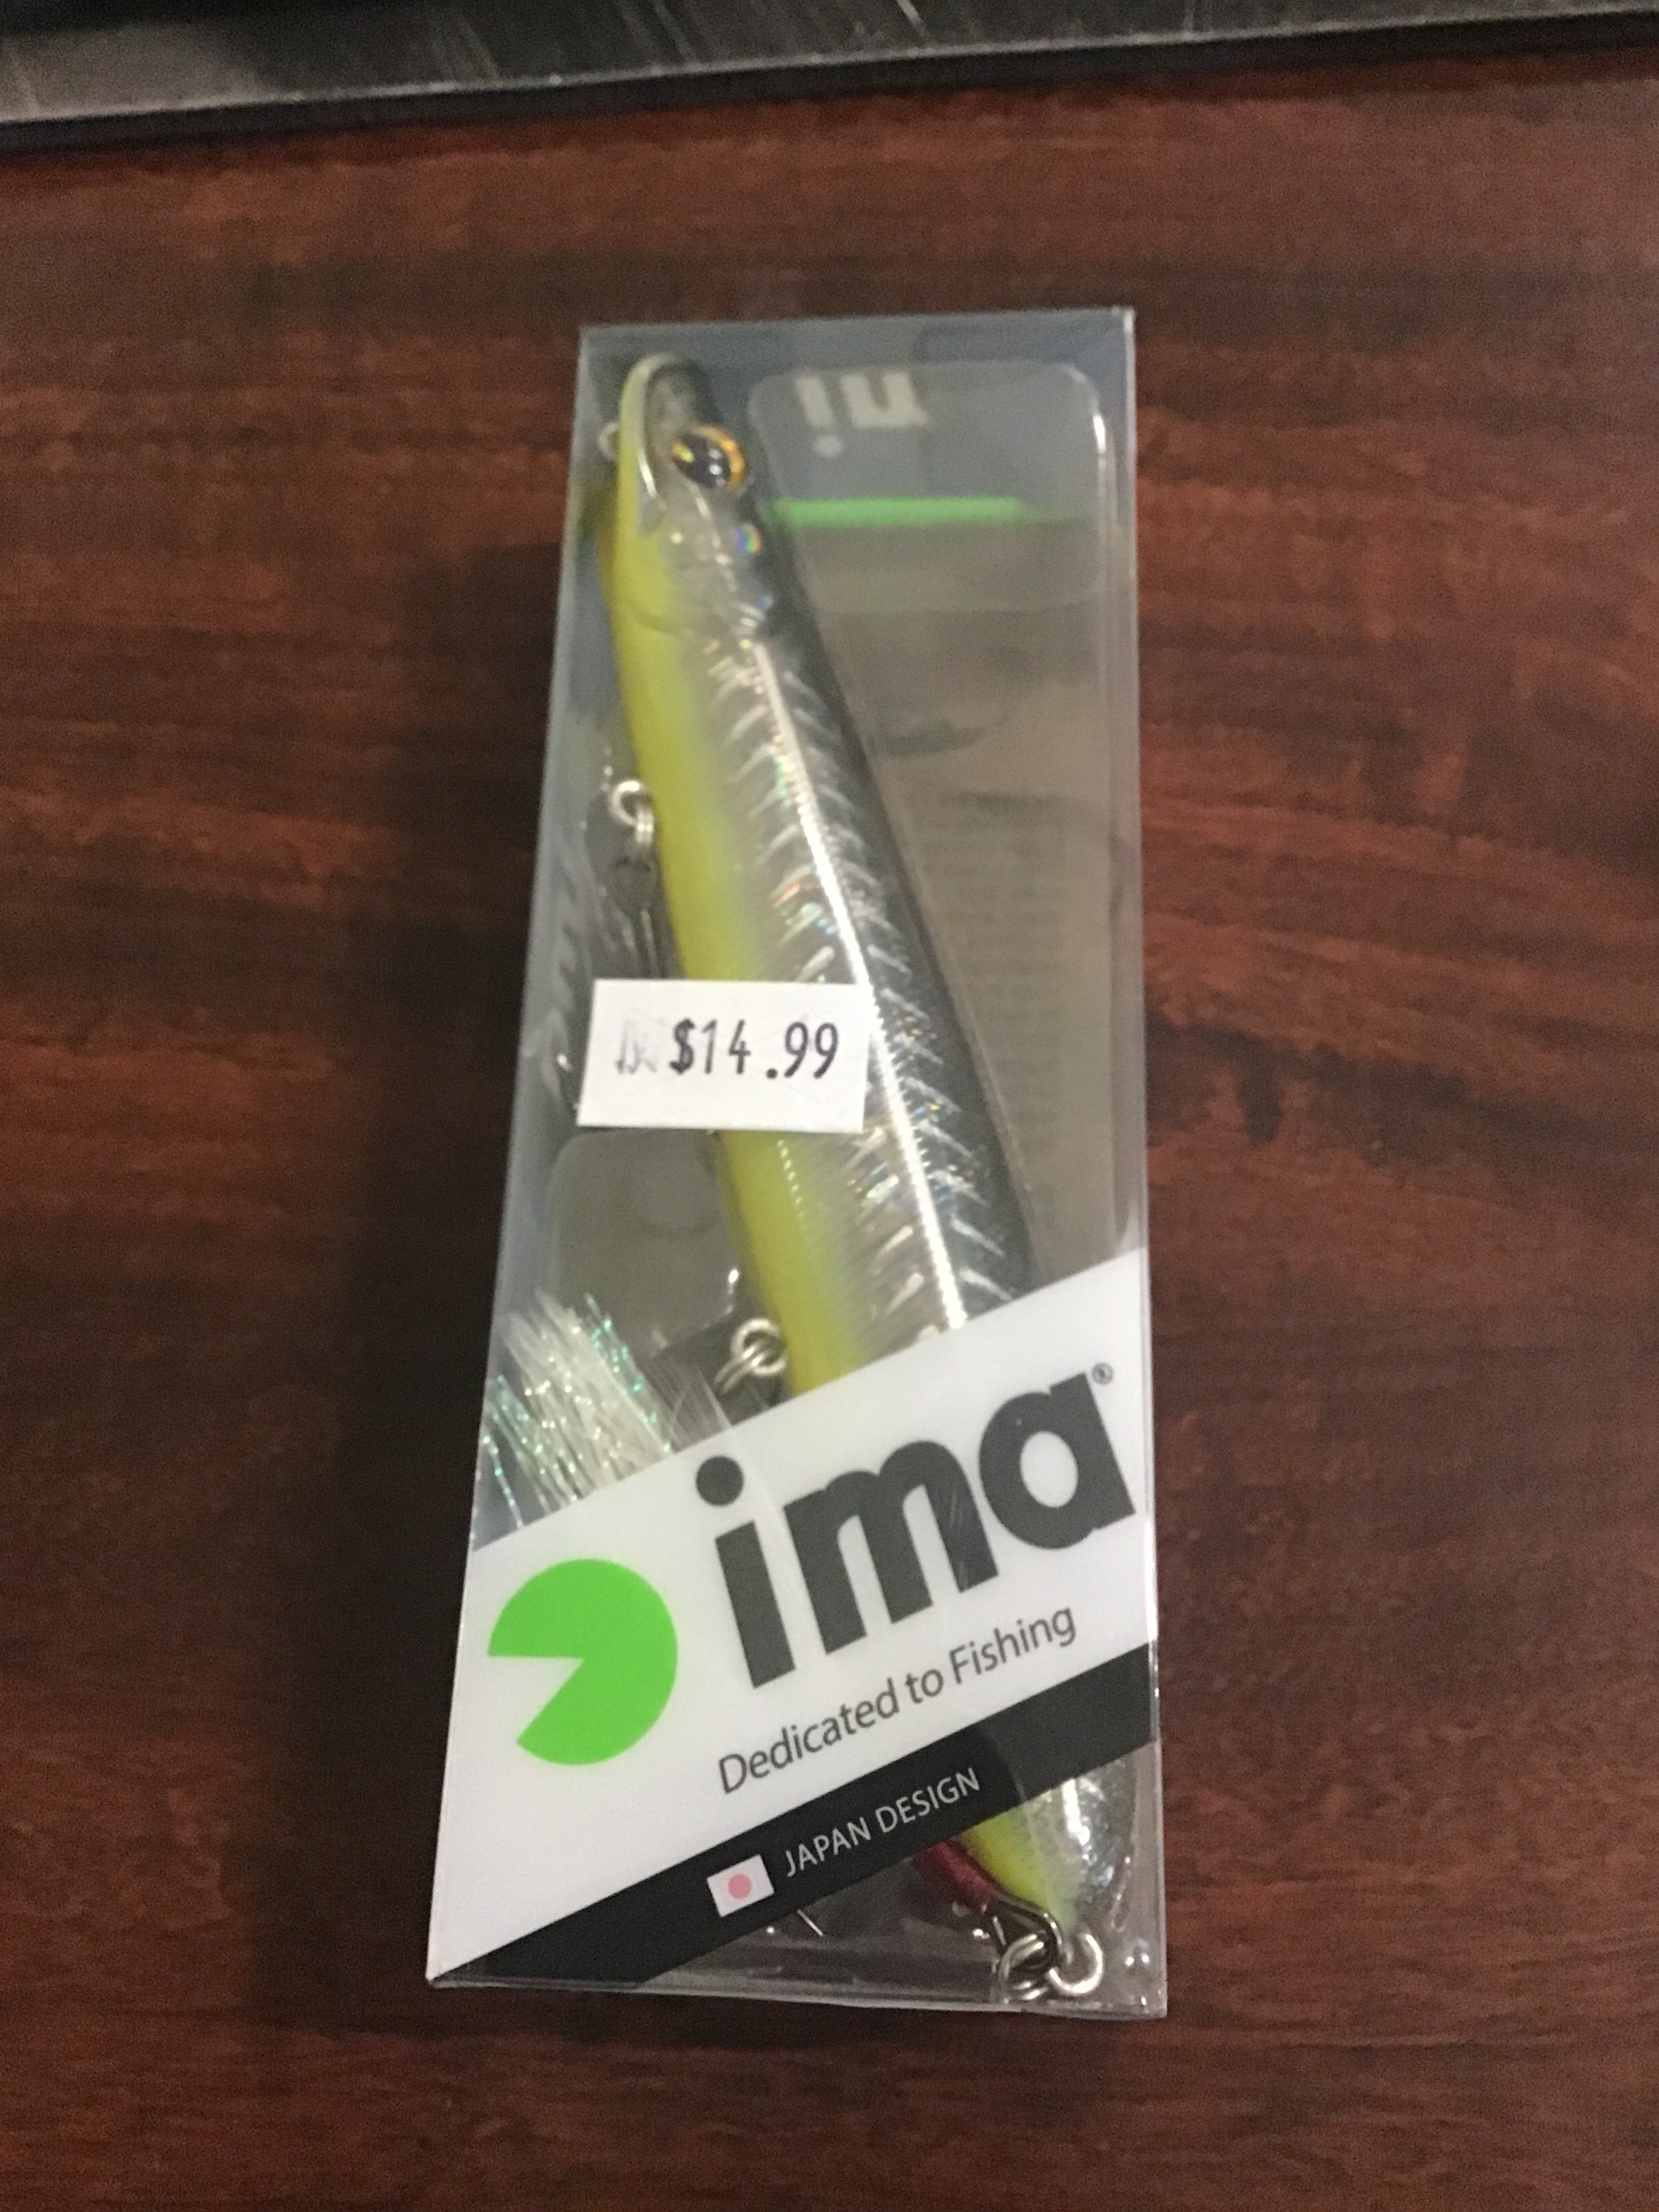 $14.99
ima®
Dedicated to Fishing
JAPAN DESIGN